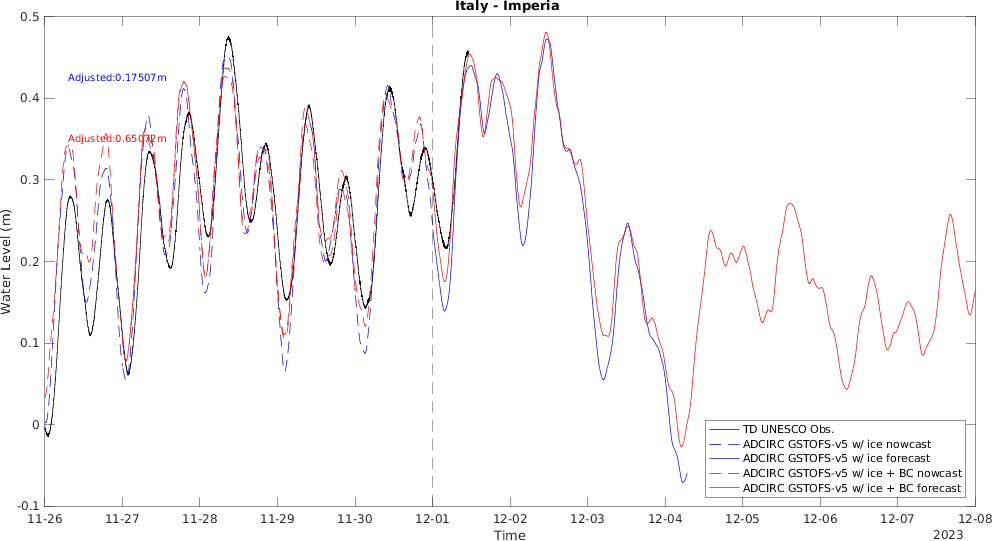 Italy - Imperia
0.5
0.4
0.3
0.2
0.1
0
-0.1
Water Level (m)
Adjusted:0.17507m
Adjusted:0.65072m
TD UNESCO Obs.
ADCIRC GSTOFS-v5 w/ ice nowcast
ADCIRC GSTOFS-v5 w/ ice forecast
ADCIRC GSTOFS-v5 w/ ice + BC nowcast
ADCIRC GSTOFS-v5 w/ ice + BC forecast
11-26 11-27 11-28 11-29 11-30 12-01 12-02 12-03 12-04 12-05 12-06 12-07 12-08
Time
2023